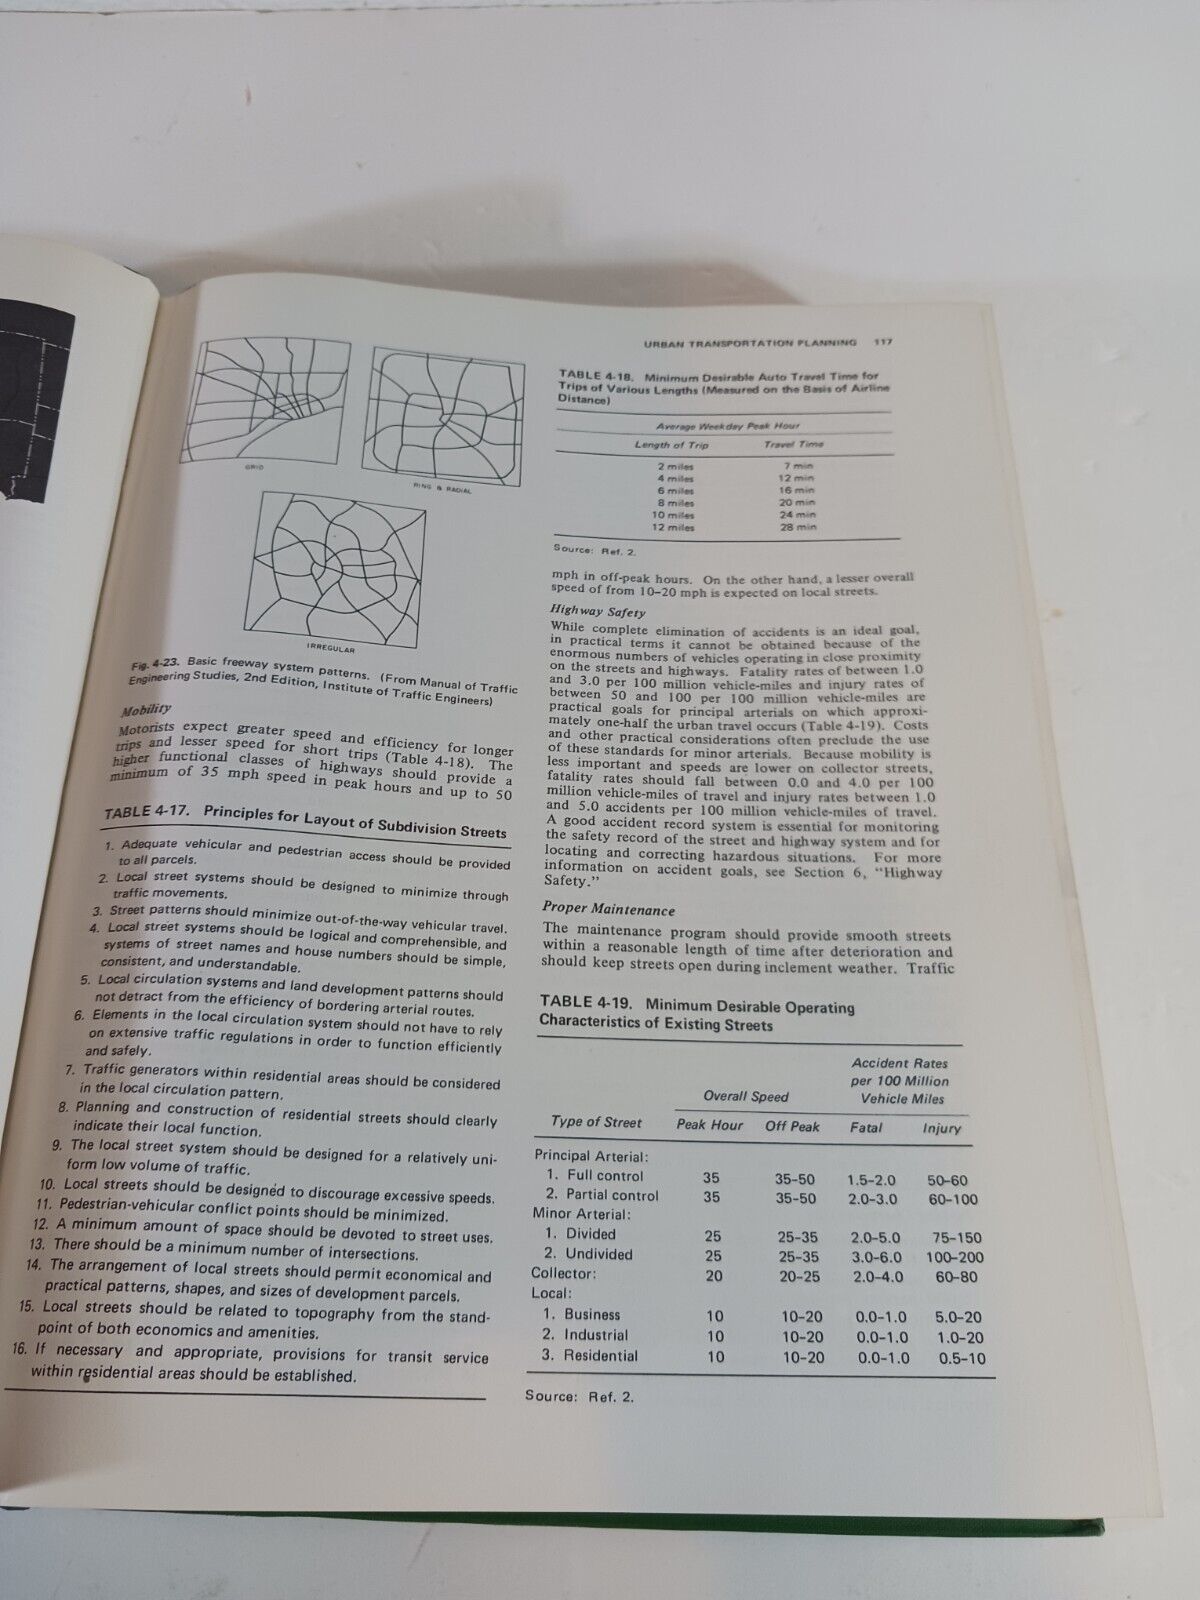 URBAN TRANSPORTATION PLANNING 117
GRID
RING & RADIAL
IRREGULAR
Fig. 4-23. Basic freeway system patterns. (From Manual of Traffic
Engineering Studies, 2nd Edition, Institute of Traffic Engineers)
Mobility
Motorists expect greater speed and efficiency for longer
trips and lesser speed for short trips (Table 4-18). The
higher functional classes of highways should provide a
minimum of 35 mph speed in peak hours and up to 50
TABLE 4-17. Principles for Layout of Subdivision Streets
1. Adequate vehicular and pedestrian access should be provided
to all parcels.
2. Local street systems should be designed to minimize through
traffic movements.
3. Street patterns should minimize out-of-the-way vehicular travel.
4. Local street systems should be logical and comprehensible, and
systems of street names and house numbers should be simple,
consistent, and understandable.
5. Local circulation systems and land development patterns should
not detract from the efficiency of bordering arterial routes.
6. Elements in the local circulation system should not have to rely
on extensive traffic regulations in order to function efficiently
and safely.
7. Traffic generators within residential areas should be considered
in the local circulation pattern.
8. Planning and construction of residential streets should clearly
indicate their local function.
9. The local street system should be designed for a relatively uni-
form low volume of traffic.
10. Local streets should be designed to discourage excessive speeds.
11. Pedestrian-vehicular conflict points should be minimized.
12. A minimum amount of space should be devoted to street uses.
13. There should be a minimum number of intersections.
14. The arrangement of local streets should permit economical and
practical patterns, shapes, and sizes of development parcels.
15. Local streets should be related to topography from the stand-
point of both economics and amenities.
16. If necessary and appropriate, provisions for transit service
within residential areas should be established.
TABLE 4-18. Minimum Desirable Auto Travel Time for
Trips of Various Lengths (Measured on the Basis of Airline
Distance)
Average Weekday Peak Hour
Length of Trip Travel Time
2 miles 7 min
4 miles 12 min
6 miles 16 min
8 miles 20 min
10 miles 24 min
12 miles 28 min
Source: Ref. 2.
mph in off-peak hours. On the other hand, a lesser overall
speed of from 10–20 mph is expected on local streets.
Highway Safety
While complete elimination of accidents is an ideal goal,
in practical terms it cannot be obtained because of the
enormous numbers of vehicles operating in close proximity
on the streets and highways. Fatality rates of between 1.0
and 3.0 per 100 million vehicle-miles and injury rates of
between 50 and 100 per 100 million vehicle-miles are
practical goals for principal arterials on which approxi-
mately one-half the urban travel occurs (Table 4-19). Costs
and other practical considerations often preclude the use
of these standards for minor arterials. Because mobility is
less important and speeds are lower on collector streets,
fatality rates should fall between 0.0 and 4.0 per 100
million vehicle-miles of travel and injury rates between 1.0
and 5.0 accidents per 100 million vehicle-miles of travel.
A good accident record system is essential for monitoring
the safety record of the street and highway system and for
locating and correcting hazardous situations. For more
information on accident goals, see Section 6, "Highway
Safety."
Proper Maintenance
The maintenance program should provide smooth streets
within a reasonable length of time after deterioration and
should keep streets open during inclement weather. Traffic
TABLE 4-19. Minimum Desirable Operating
Characteristics of Existing Streets
Accident Rates
per 100 Million
Overall Speed Vehicle Miles
Type of Street Peak Hour Off Peak Fatal Injury
Principal Arterial:
1. Full control 35 35–50 1.5–2.0 50–60
2. Partial control 35 35–50 2.0–3.0 60–100
Minor Arterial:
1. Divided 25 25–35 2.0–5.0 75–150
2. Undivided 25 25–35 3.0–6.0 100–200
Collector: 20 20–25 2.0–4.0 60–80
Local:
1. Business 10 10–20 0.0–1.0 5.0–20
2. Industrial 10 10–20 0.0–1.0 1.0–20
3. Residential 10 10–20 0.0–1.0 0.5–10
Source: Ref. 2.